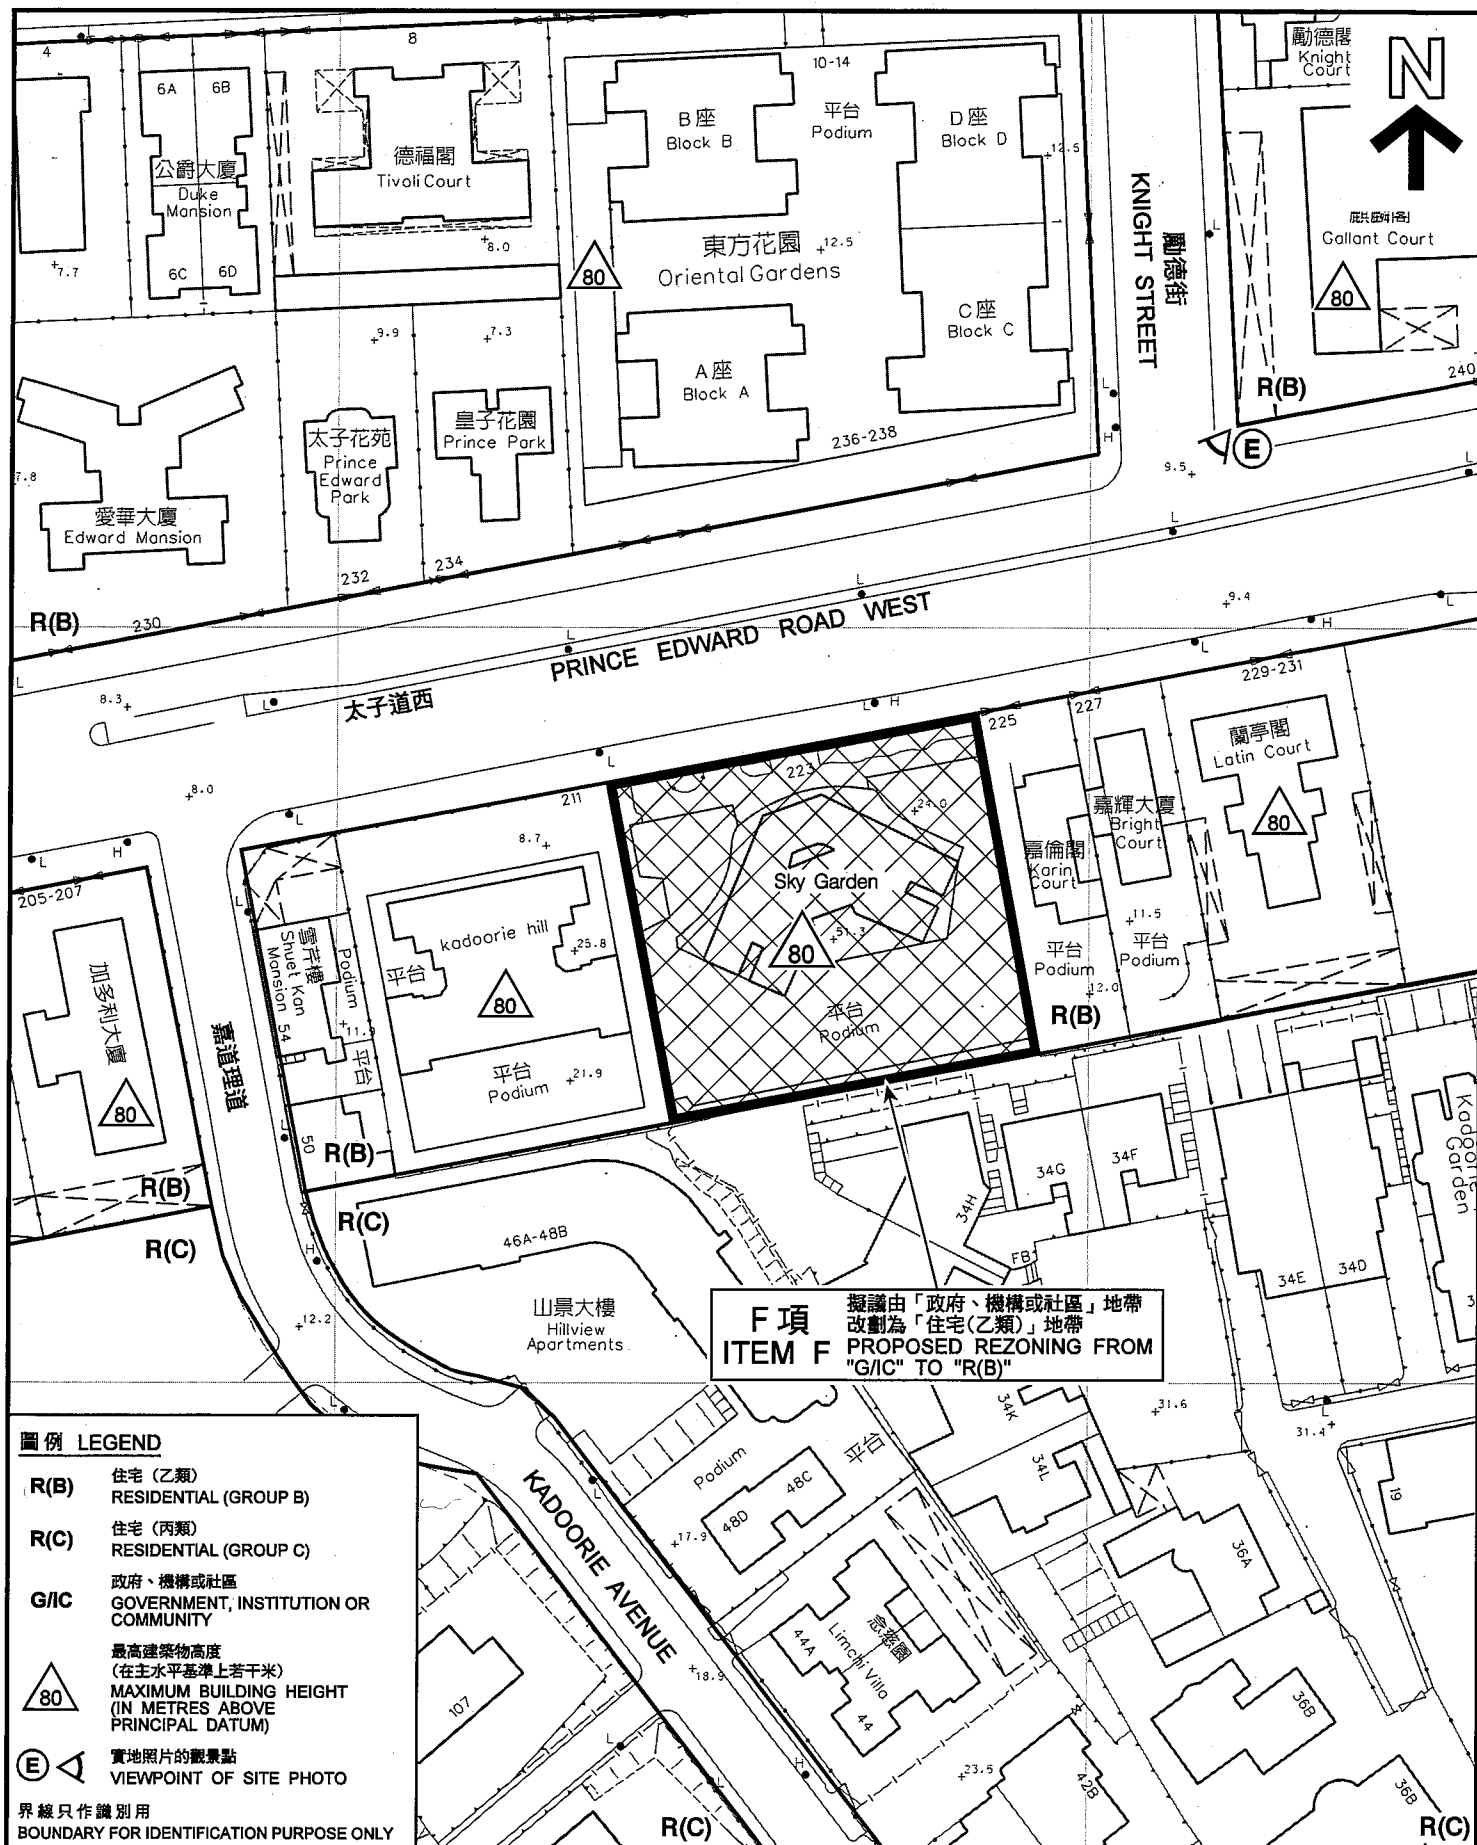 4
8
10-14
勵德閣
Knight
Court
N
6A
6B
公爵大廈
Duke
Mansion
6C
6D
+7.7
德福閣
Tivoli Court
+8.0
B座
Block B
平台
Podium
D座
Block D
+12.5
80
東方花園
+12.5
Oriental Gardens
C座
Block C
A座
Block A
236-238
KNIGHT STREET
勵德街
L
Gallant Court
80
R(B)
240
L
H
E
9.5+
L
+9.9
+7.3
7.8
愛華大廈
Edward Mansion
太子花苑
Prince
Edward
Park
皇子花園
Prince Park
R(B)
230
232
234
L
L
L
L
PRINCE EDWARD ROAD WEST
太子道西
8.3+
L
+9.4
H
L
L
L
H
L
+8.0
L
211
223
225
227
229-231
H
L
205-207
加多利大廈
80
嘉道理道
L
雪芹樓
Shuet Kan
Mansion
54
Podium
+11.9
平台
50
8.7+
kadoorie hill
平台
+25.8
80
平台
Podium
+21.9
+24.0
Sky Garden
80
+51.3
平台
Podium
嘉倫閣
Karin
Court
嘉輝大廈
Bright
Court
蘭亭閣
Latin Court
80
+11.5
平台
Podium
平台
Podium
+12.0
R(B)
R(B)
R(B)
R(C)
R(C)
H
+12.2
46A-48B
山景大樓
Hillview
Apartments
34H
34G
34F
FB
34E
34D
Kadoorie
Garden
F項
ITEM F
擬議由「政府、機構或社區」地帶
改劃為「住宅(乙類)」地帶
PROPOSED REZONING FROM
"G/IC" TO "R(B)"
34K
+31.6
31.4+
L
34L
19
平台
Podium
48C
48D
+17.9
L
L
KADOORIE AVENUE
+18.9
念慈園
Limchi Villa
44A
44
36A
36B
36B
42B
+23.5
107
L
L
H
R(C)
R(C)
圖例 LEGEND
R(B)
住宅（乙類）
RESIDENTIAL (GROUP B)
R(C)
住宅（丙類）
RESIDENTIAL (GROUP C)
G/IC
政府、機構或社區
GOVERNMENT, INSTITUTION OR
COMMUNITY
80
最高建築物高度
(在主水平基準上若干米)
MAXIMUM BUILDING HEIGHT
(IN METRES ABOVE
PRINCIPAL DATUM)
E
實地照片的觀景點
VIEWPOINT OF SITE PHOTO
界線只作識別用
BOUNDARY FOR IDENTIFICATION PURPOSE ONLY